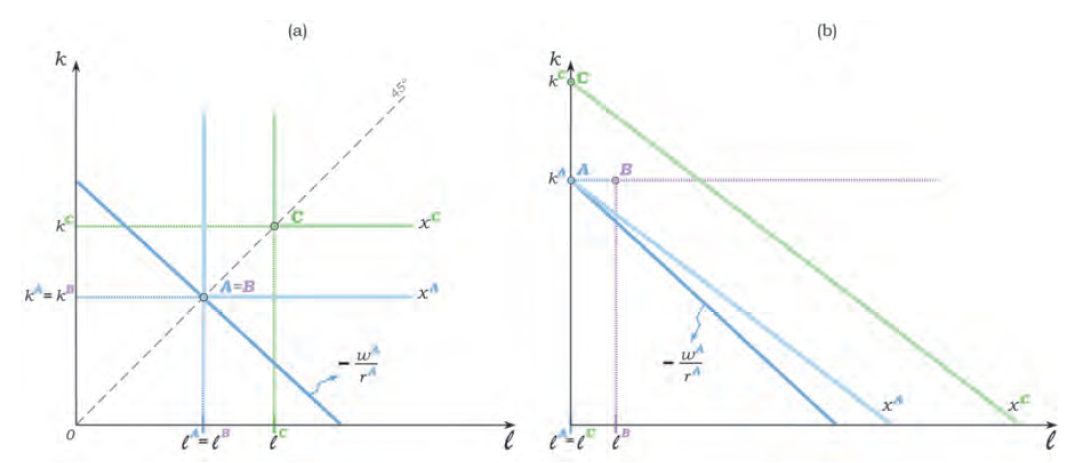 (a)
k
45°
k^C
C
x^C
k^A = k^B
A=B
x^A
- w^A / r^A
0
ℓ^A = ℓ^B
ℓ^C
ℓ
(b)
k
k^C C
k^A A
B
- w^A / r^A
x^A
x^C
ℓ^A = ℓ^C
ℓ^B
ℓ